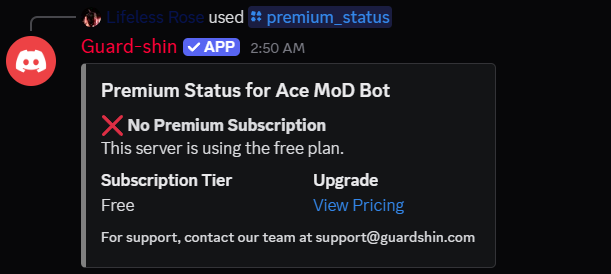 Lifeless Rose used premium_status
Guard-shin ✓ APP 2:50 AM
Premium Status for Ace MoD Bot
❌ No Premium Subscription
This server is using the free plan.
Subscription Tier Upgrade
Free View Pricing
For support, contact our team at support@guardshin.com